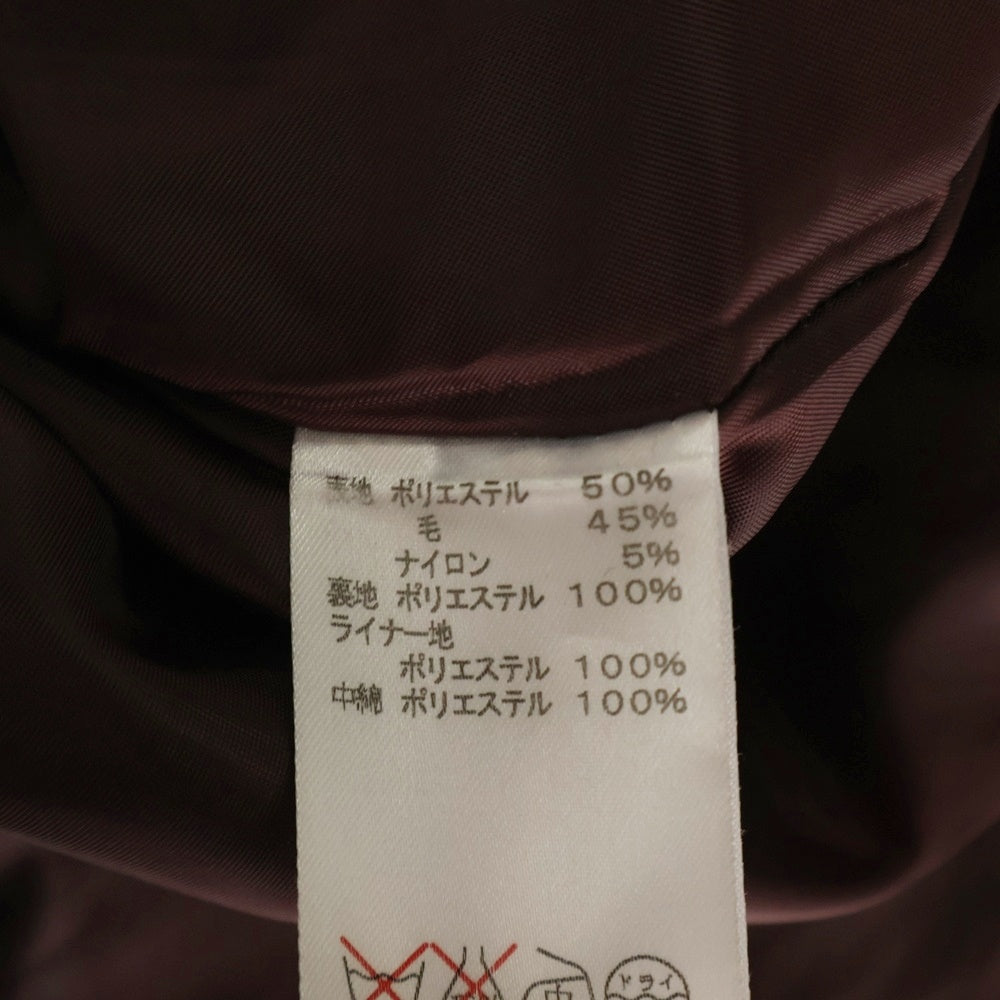 表地 ポリエステル 50%
毛 45%
ナイロン 5%
裏地 ポリエステル 100%
ライナー地
ポリエステル 100%
中綿 ポリエステル 100%
中 ドライ